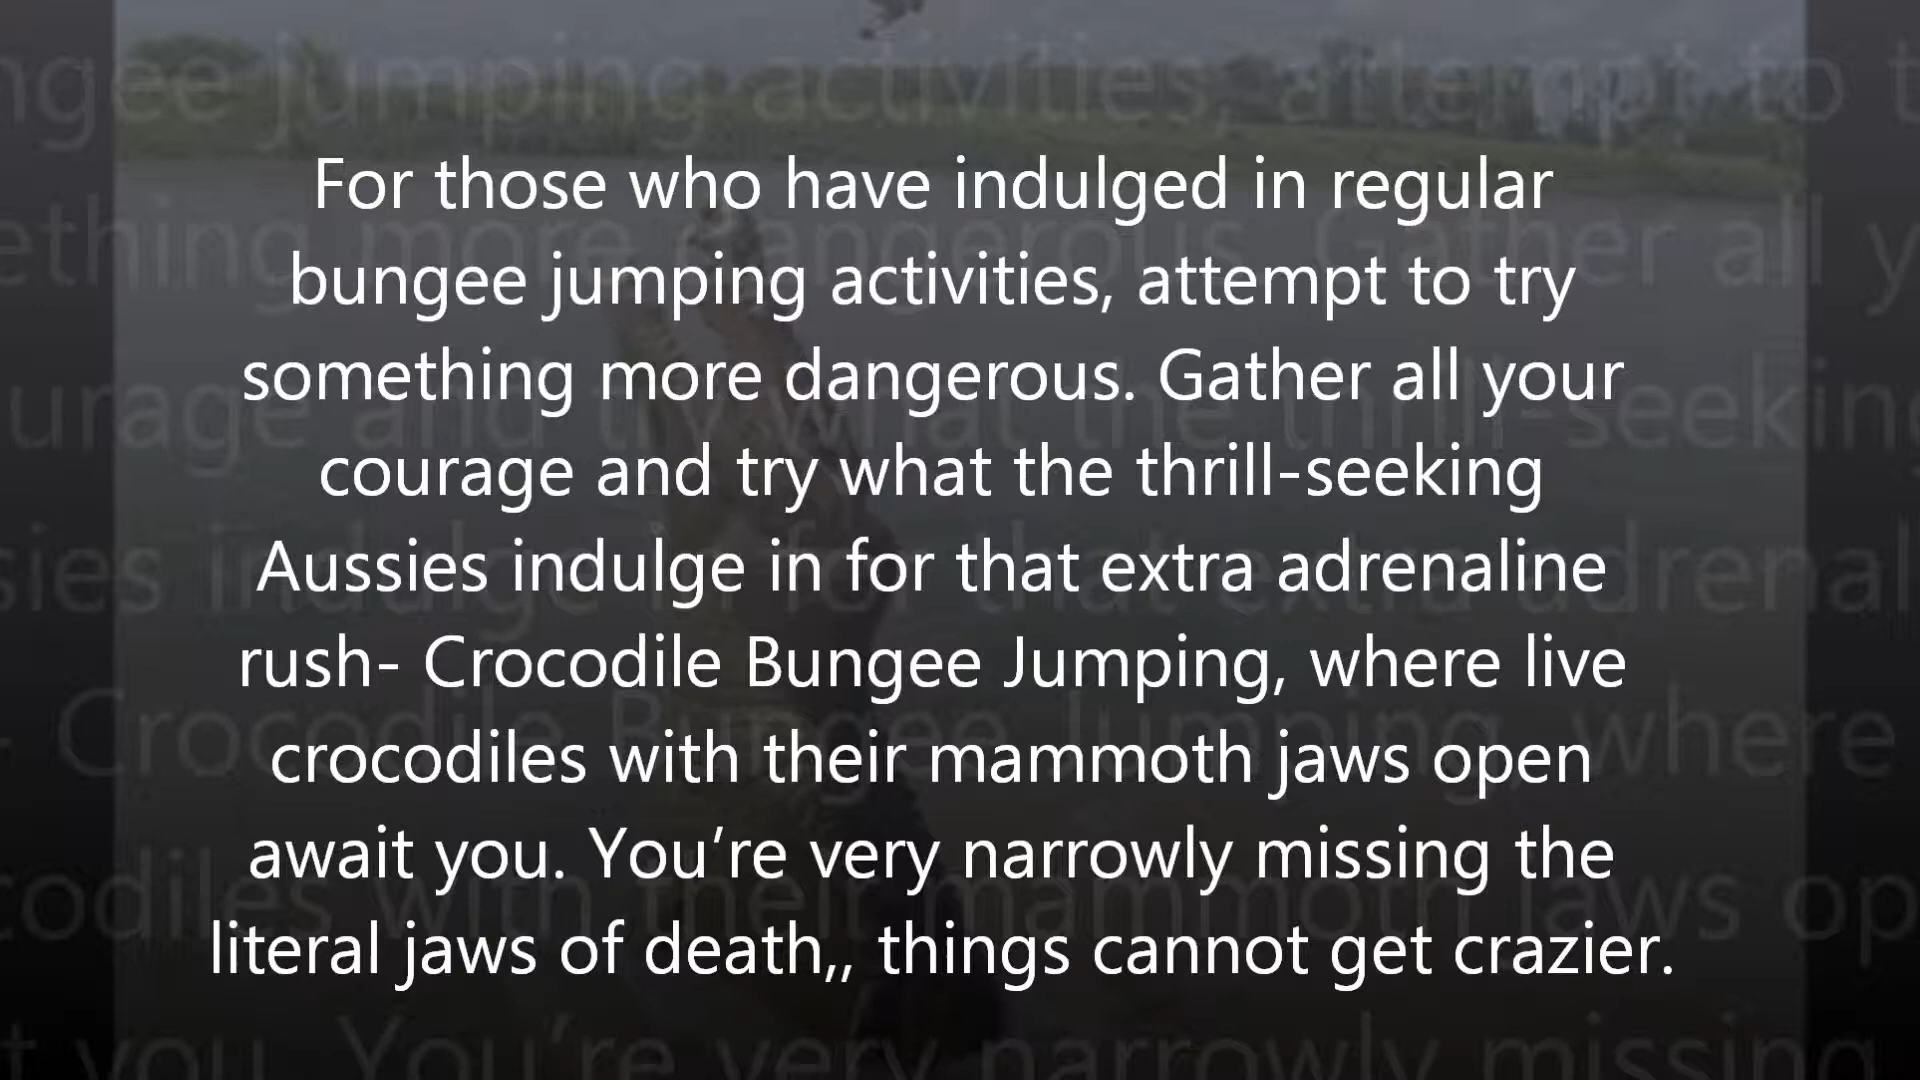 For those who have indulged in regular
bungee jumping activities, attempt to try
something more dangerous. Gather all your
courage and try what the thrill-seeking
Aussies indulge in for that extra adrenaline
rush- Crocodile Bungee Jumping, where live
crocodiles with their mammoth jaws open
await you. You’re very narrowly missing the
literal jaws of death,, things cannot get crazier.